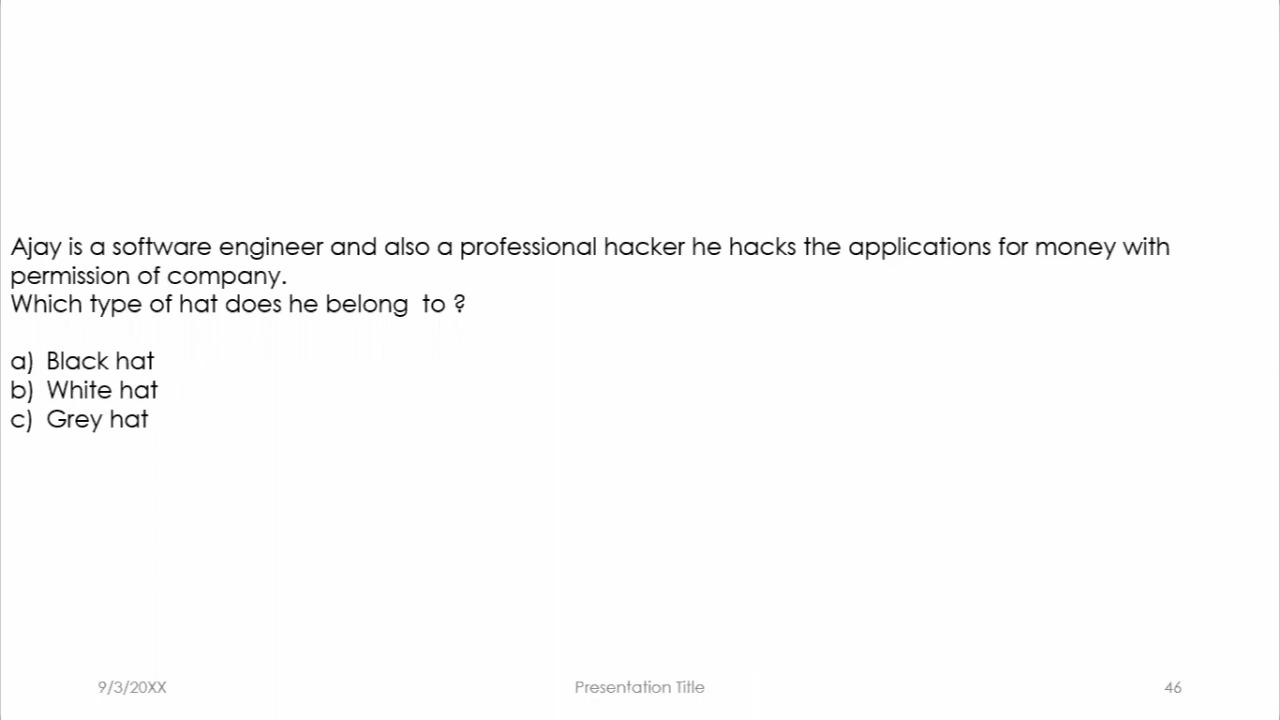 Ajay is a software engineer and also a professional hacker he hacks the applications for money with
permission of company.
Which type of hat does he belong  to ?
a)  Black hat
b)  White hat
c)  Grey hat
9/3/20XX
Presentation Title
46